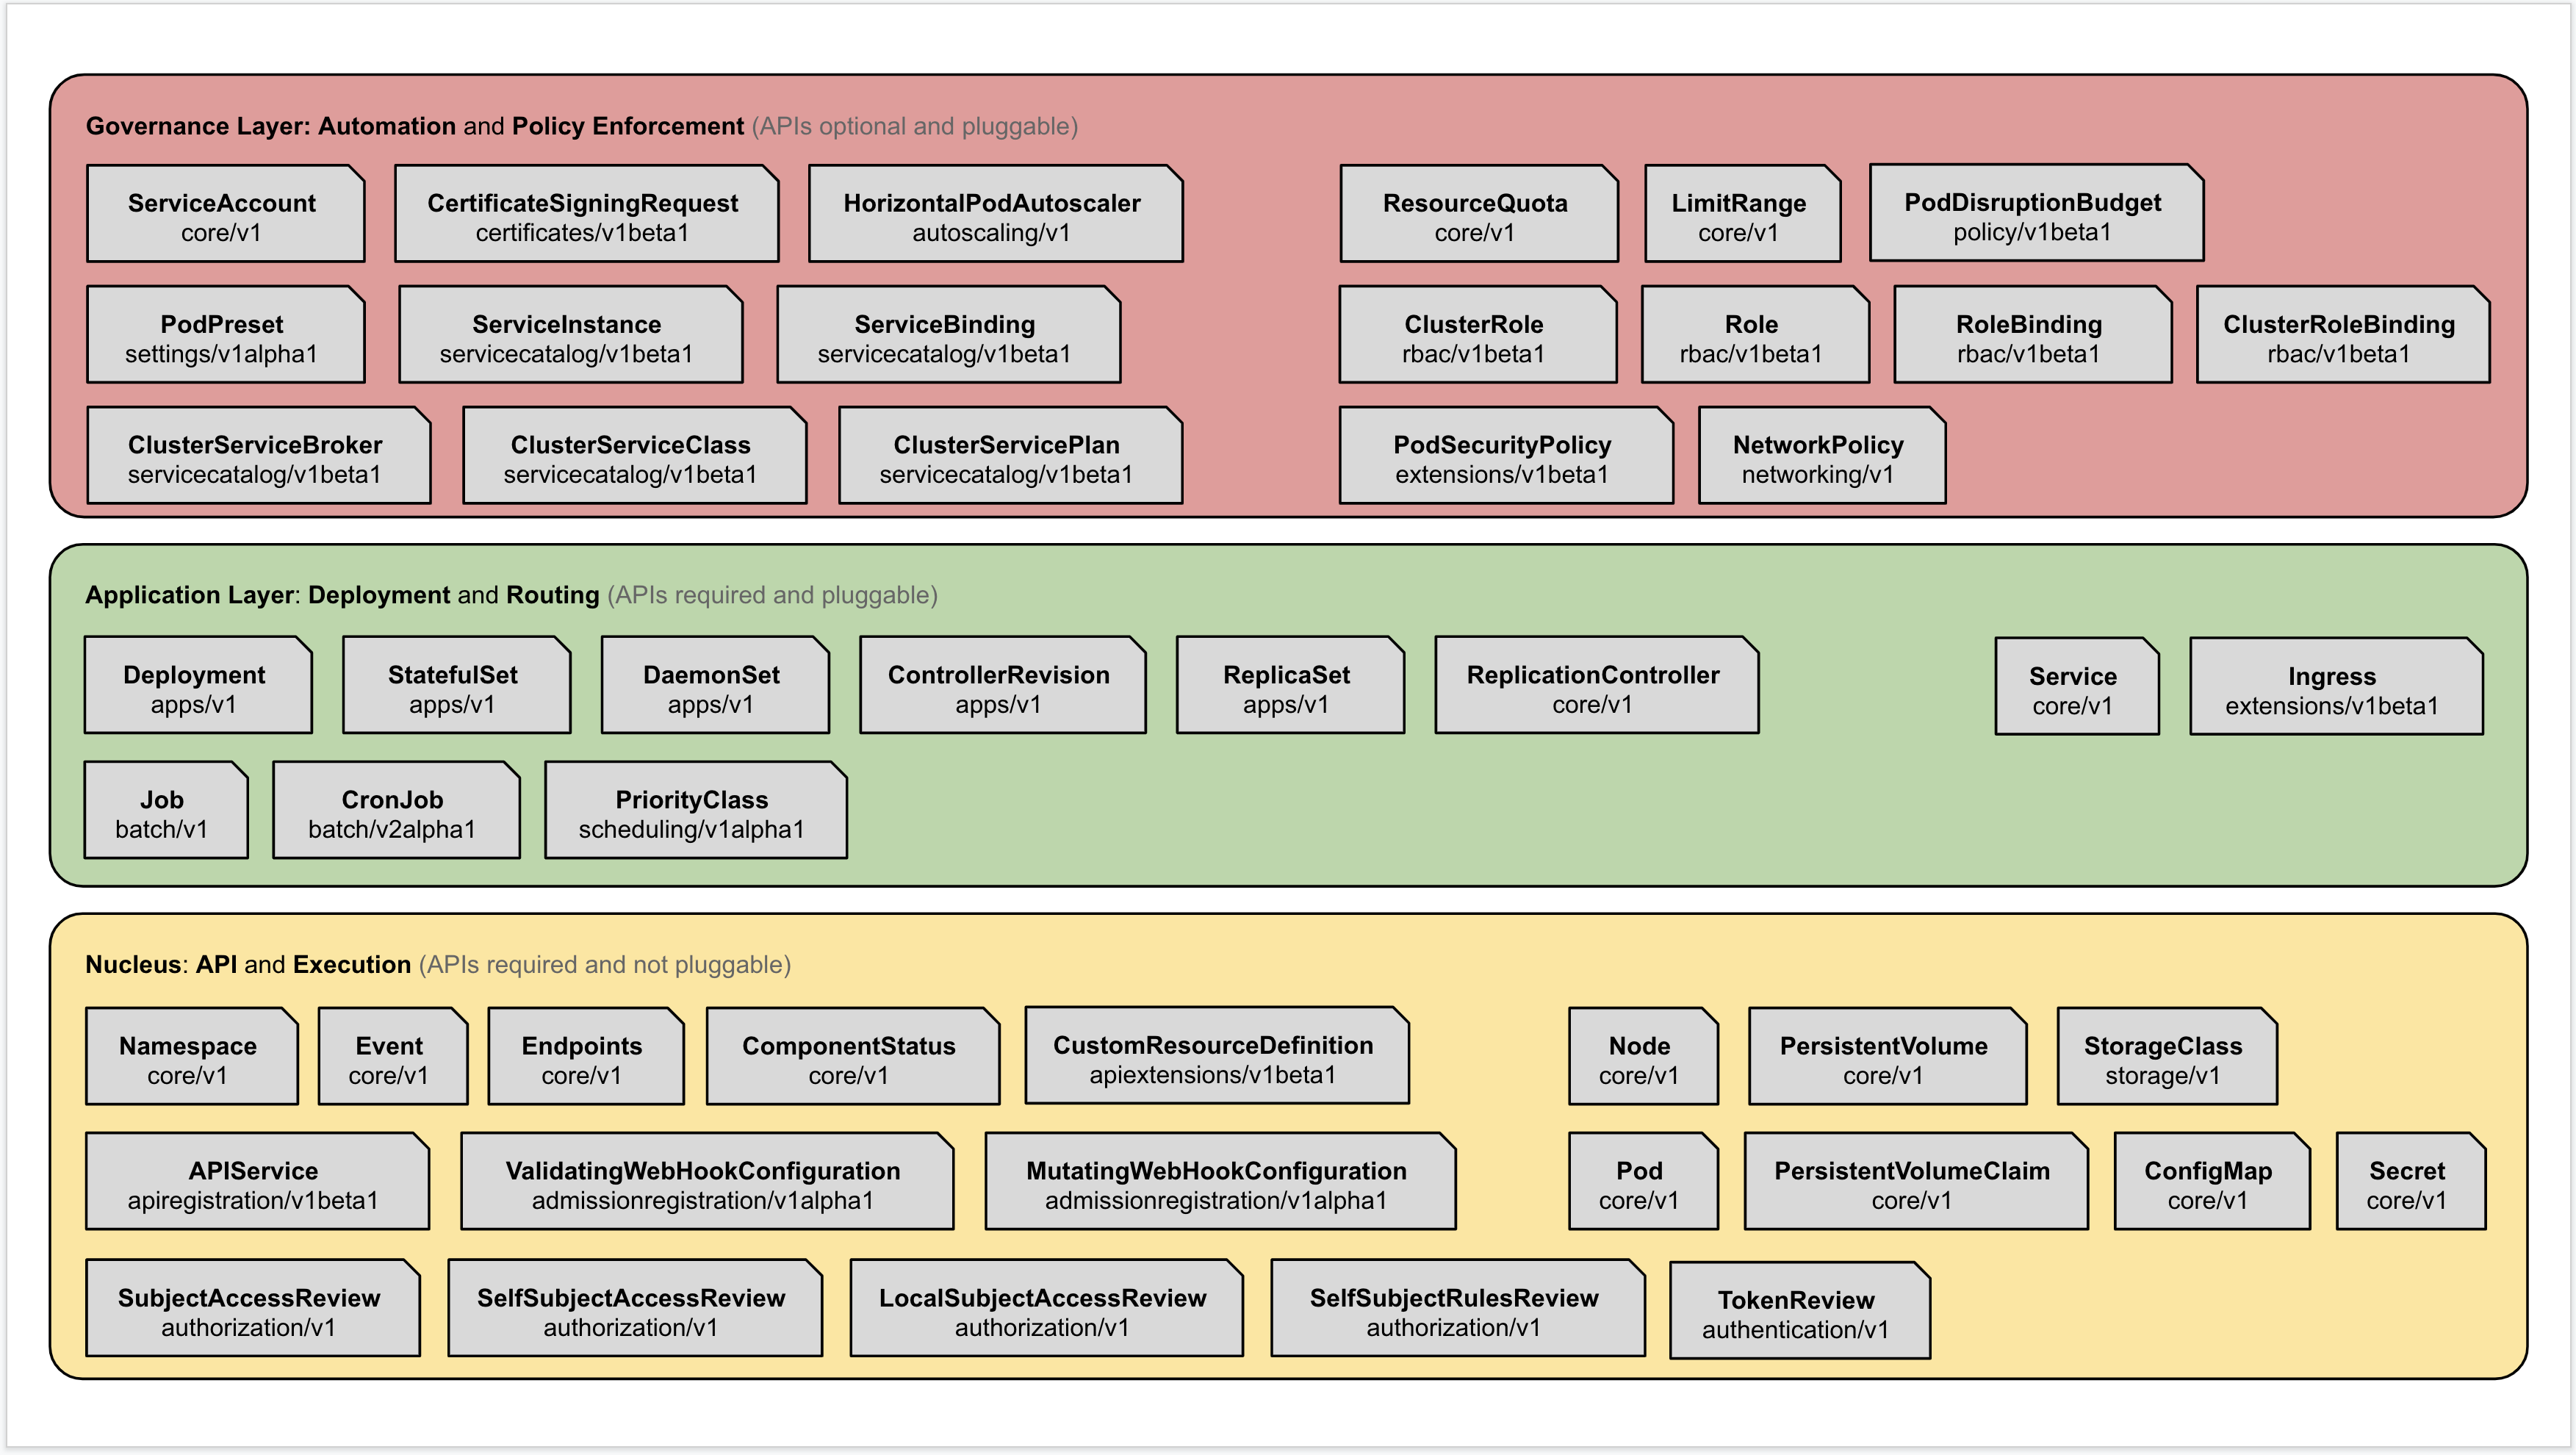 Governance Layer: Automation and Policy Enforcement (APIs optional and pluggable)
ServiceAccount
core/v1
CertificateSigningRequest
certificates/v1beta1
HorizontalPodAutoscaler
autoscaling/v1
ResourceQuota
core/v1
LimitRange
core/v1
PodDisruptionBudget
policy/v1beta1
PodPreset
settings/v1alpha1
ServiceInstance
servicecatalog/v1beta1
ServiceBinding
servicecatalog/v1beta1
ClusterRole
rbac/v1beta1
Role
rbac/v1beta1
RoleBinding
rbac/v1beta1
ClusterRoleBinding
rbac/v1beta1
ClusterServiceBroker
servicecatalog/v1beta1
ClusterServiceClass
servicecatalog/v1beta1
ClusterServicePlan
servicecatalog/v1beta1
PodSecurityPolicy
extensions/v1beta1
NetworkPolicy
networking/v1
Application Layer: Deployment and Routing (APIs required and pluggable)
Deployment
apps/v1
StatefulSet
apps/v1
DaemonSet
apps/v1
ControllerRevision
apps/v1
ReplicaSet
apps/v1
ReplicationController
core/v1
Service
core/v1
Ingress
extensions/v1beta1
Job
batch/v1
CronJob
batch/v2alpha1
PriorityClass
scheduling/v1alpha1
Nucleus: API and Execution (APIs required and not pluggable)
Namespace
core/v1
Event
core/v1
Endpoints
core/v1
ComponentStatus
core/v1
CustomResourceDefinition
apiextensions/v1beta1
Node
core/v1
PersistentVolume
core/v1
StorageClass
storage/v1
APIService
apiregistration/v1beta1
ValidatingWebHookConfiguration
admissionregistration/v1alpha1
MutatingWebHookConfiguration
admissionregistration/v1alpha1
Pod
core/v1
PersistentVolumeClaim
core/v1
ConfigMap
core/v1
Secret
core/v1
SubjectAccessReview
authorization/v1
SelfSubjectAccessReview
authorization/v1
LocalSubjectAccessReview
authorization/v1
SelfSubjectRulesReview
authorization/v1
TokenReview
authentication/v1